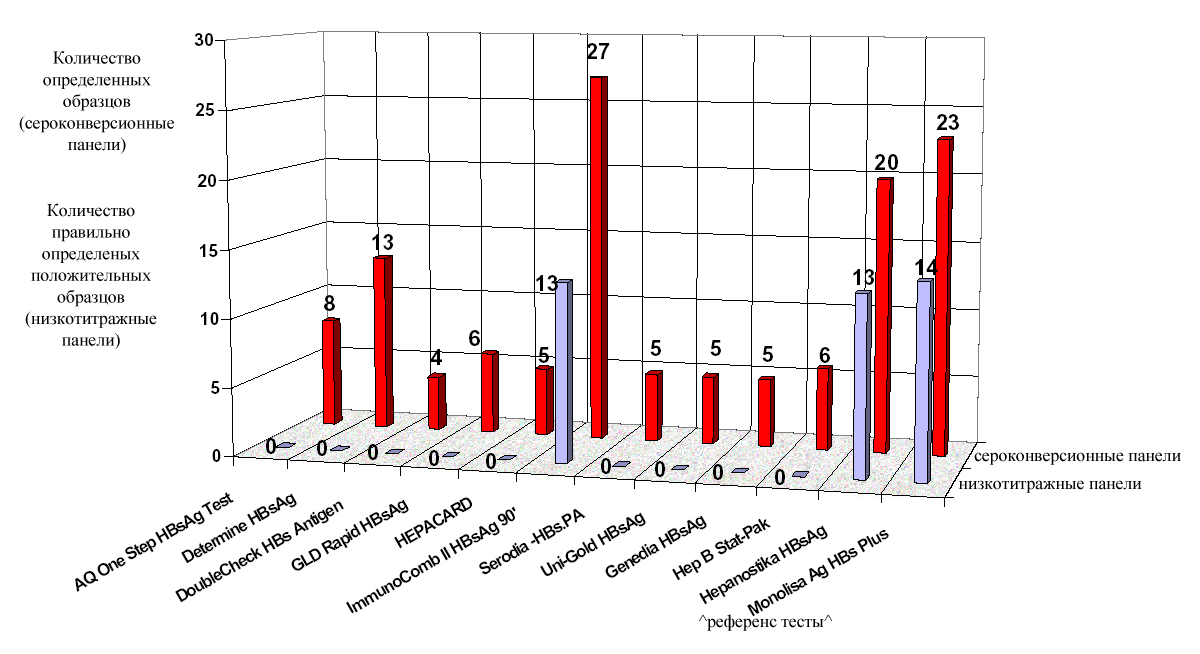 Количество
определенных
образцов
(сероконверсионные
панели)
Количество
правильно
определеных
положительных
образцов
(низкотитражные
панели)
30
25
20
15
10
5
0
8
13
4
6
5
27
5
5
5
6
20
23
0
0
0
0
0
13
0
0
0
0
13
14
сероконверсионные панели
низкотитражные панели
AQ One Step HBsAg Test
Determine HBsAg
DoubleCheck HBs Antigen
GLD Rapid HBsAg
HEPACARD
ImmunoComb II HBsAg 90'
Serodia -HBs.PA
Uni-Gold HBsAg
Genedia HBsAg
Hep B Stat-Pak
Hepanostika HBsAg
Monolisa Ag HBs Plus
^референс тесты^